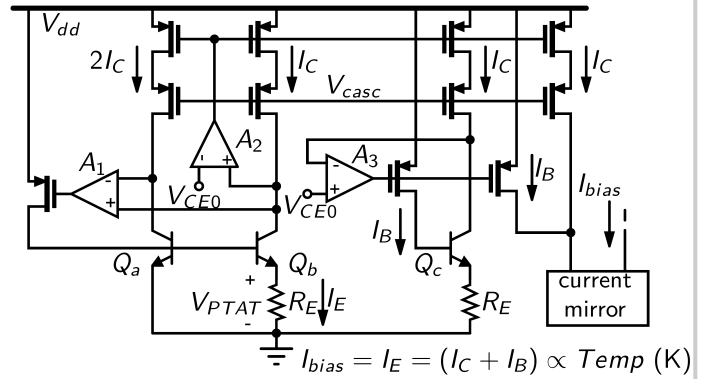 V_dd
2I_C
I_C
I_C
I_C
V_casc
A_1
-
+
A_2
-
+
V_CE0
A_3
-
+
V_CE0
I_B
I_B
I_bias
Q_a
Q_b
Q_c
V_PTAT
+
-
R_E
I_E
R_E
current
mirror
I_bias = I_E = (I_C + I_B) ∝ Temp (K)